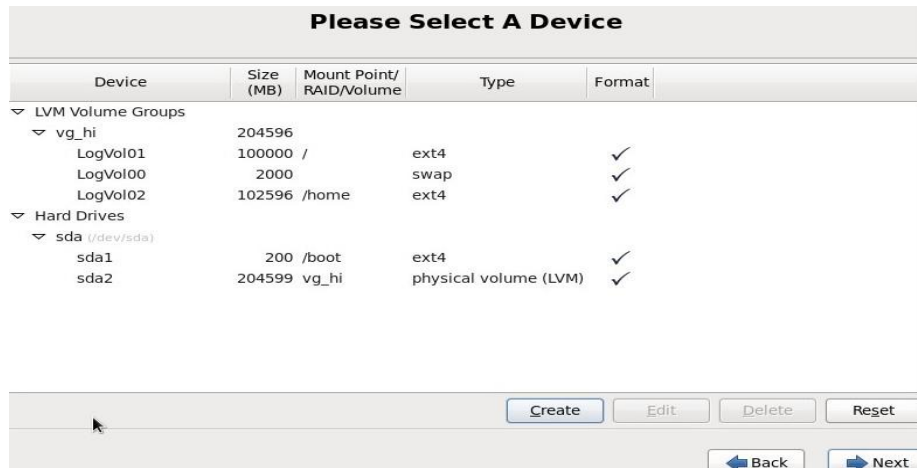 Please Select A Device
Device Size (MB) Mount Point/ RAID/Volume Type Format
LVM Volume Groups
vg_hi 204596
LogVol01 100000 / ext4
LogVol00 2000 swap
LogVol02 102596 /home ext4
Hard Drives
sda (/dev/sda)
sda1 200 /boot ext4
sda2 204599 vg_hi physical volume (LVM)
Create Edit Delete Reset
Back Next